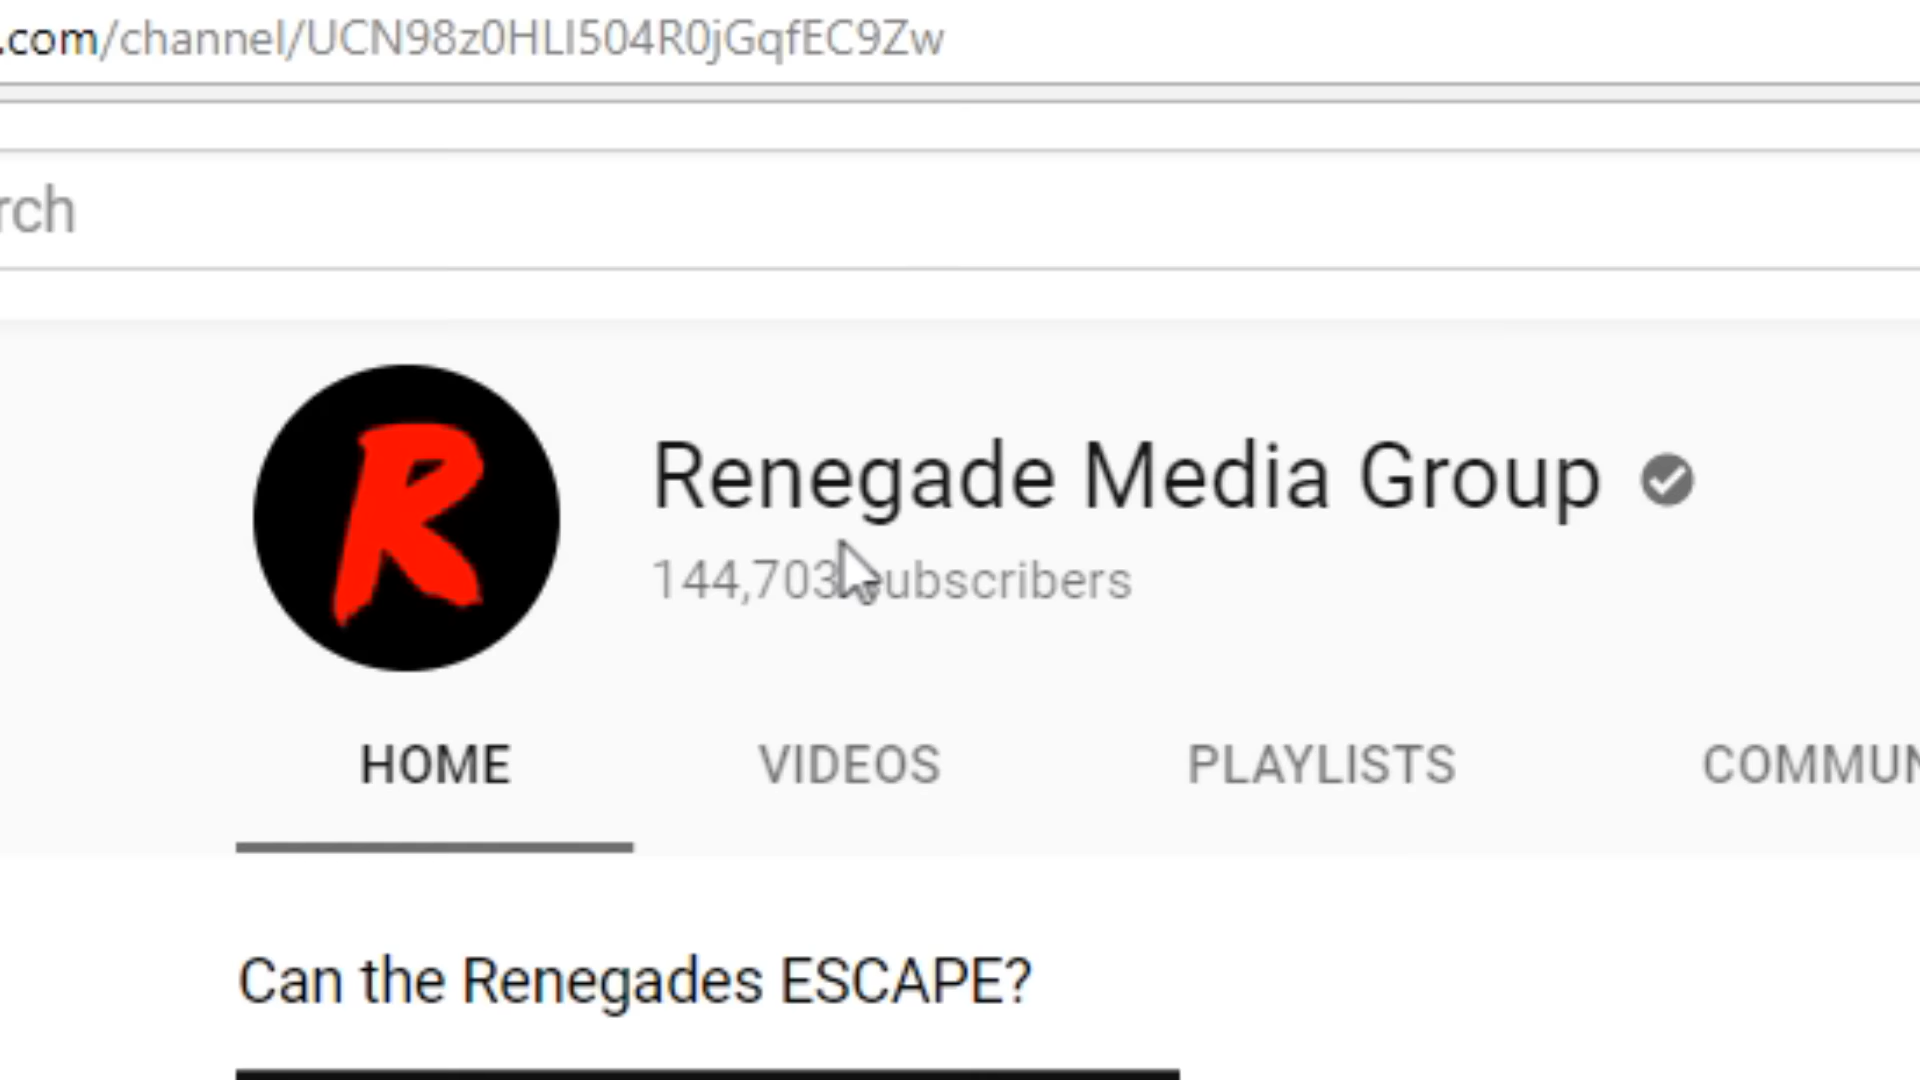 .com/channel/UCN98z0HLI504R0jGqfEC9Zw
rch
R
Renegade Media Group
144,703 subscribers
HOME VIDEOS PLAYLISTS COMMUN
Can the Renegades ESCAPE?